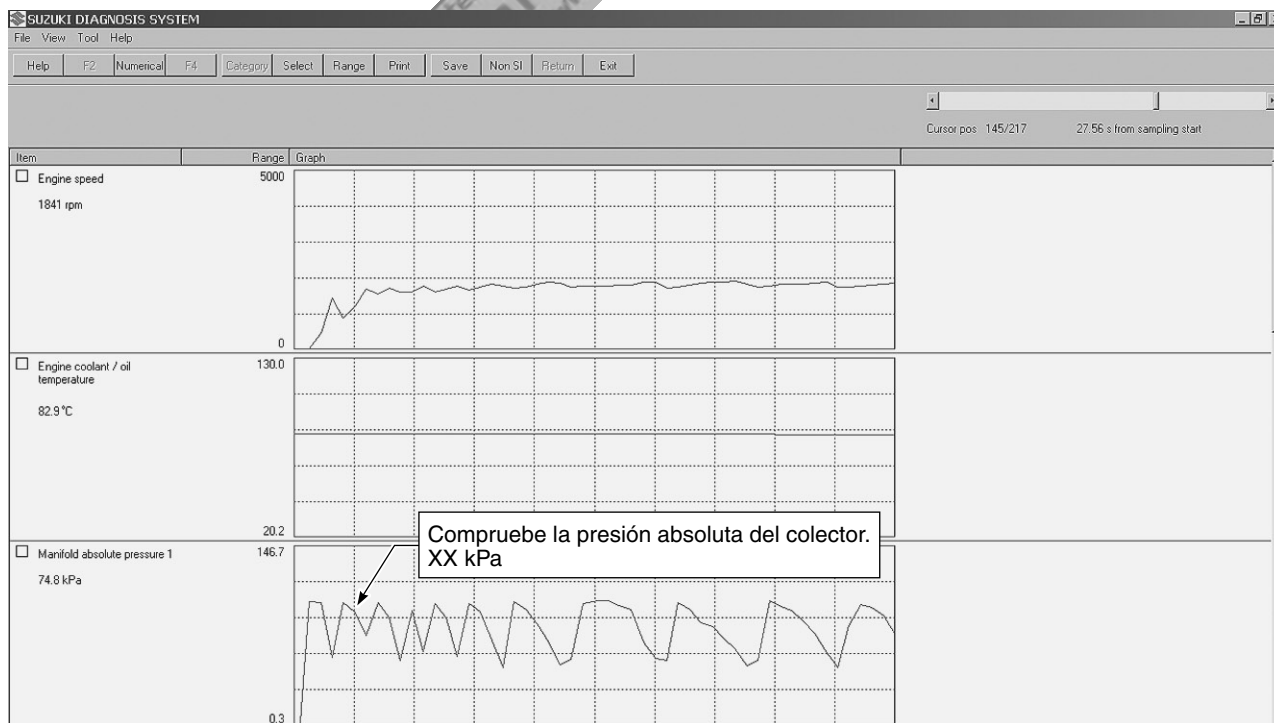 SUZUKI DIAGNOSIS SYSTEM
File View Tool Help
Help F2 Numerical F4 Category Select Range Print Save Non SI Return Exit
Cursor pos 145/217 27.56 s from sampling start
Item Range Graph
Engine speed 5000
1841 rpm
0
Engine coolant / oil 130.0
temperature
82.9°C
20.2
Compruebe la presión absoluta del colector.
XX kPa
Manifold absolute pressure 1 146.7
74.8 kPa
0.3